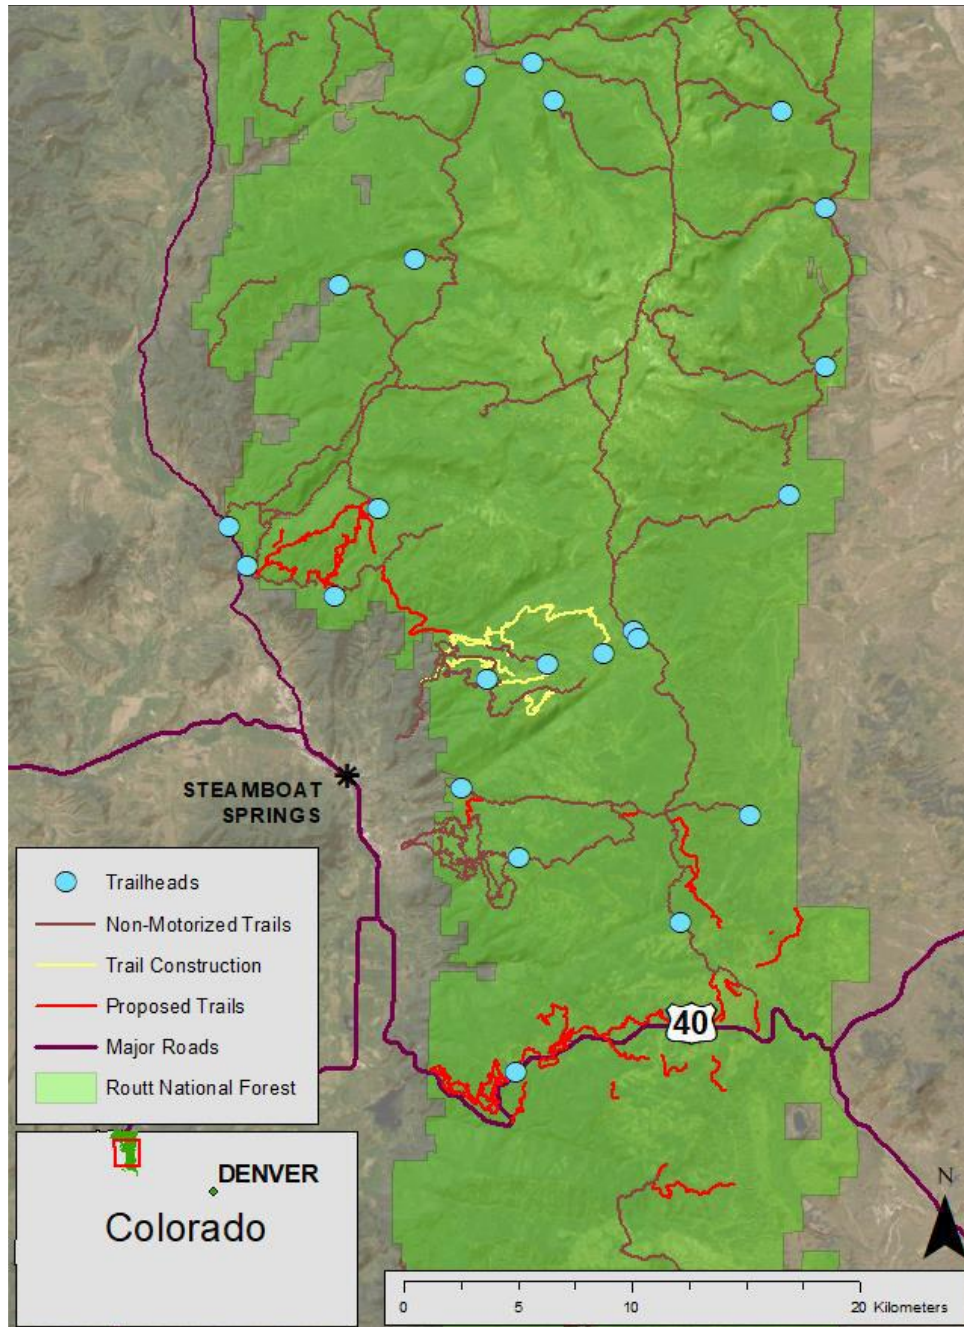 STEAMBOAT
SPRINGS
Trailheads
Non-Motorized Trails
Trail Construction
Proposed Trails
Major Roads
Routt National Forest
40
DENVER
Colorado
N
0 5 10 20 Kilometers